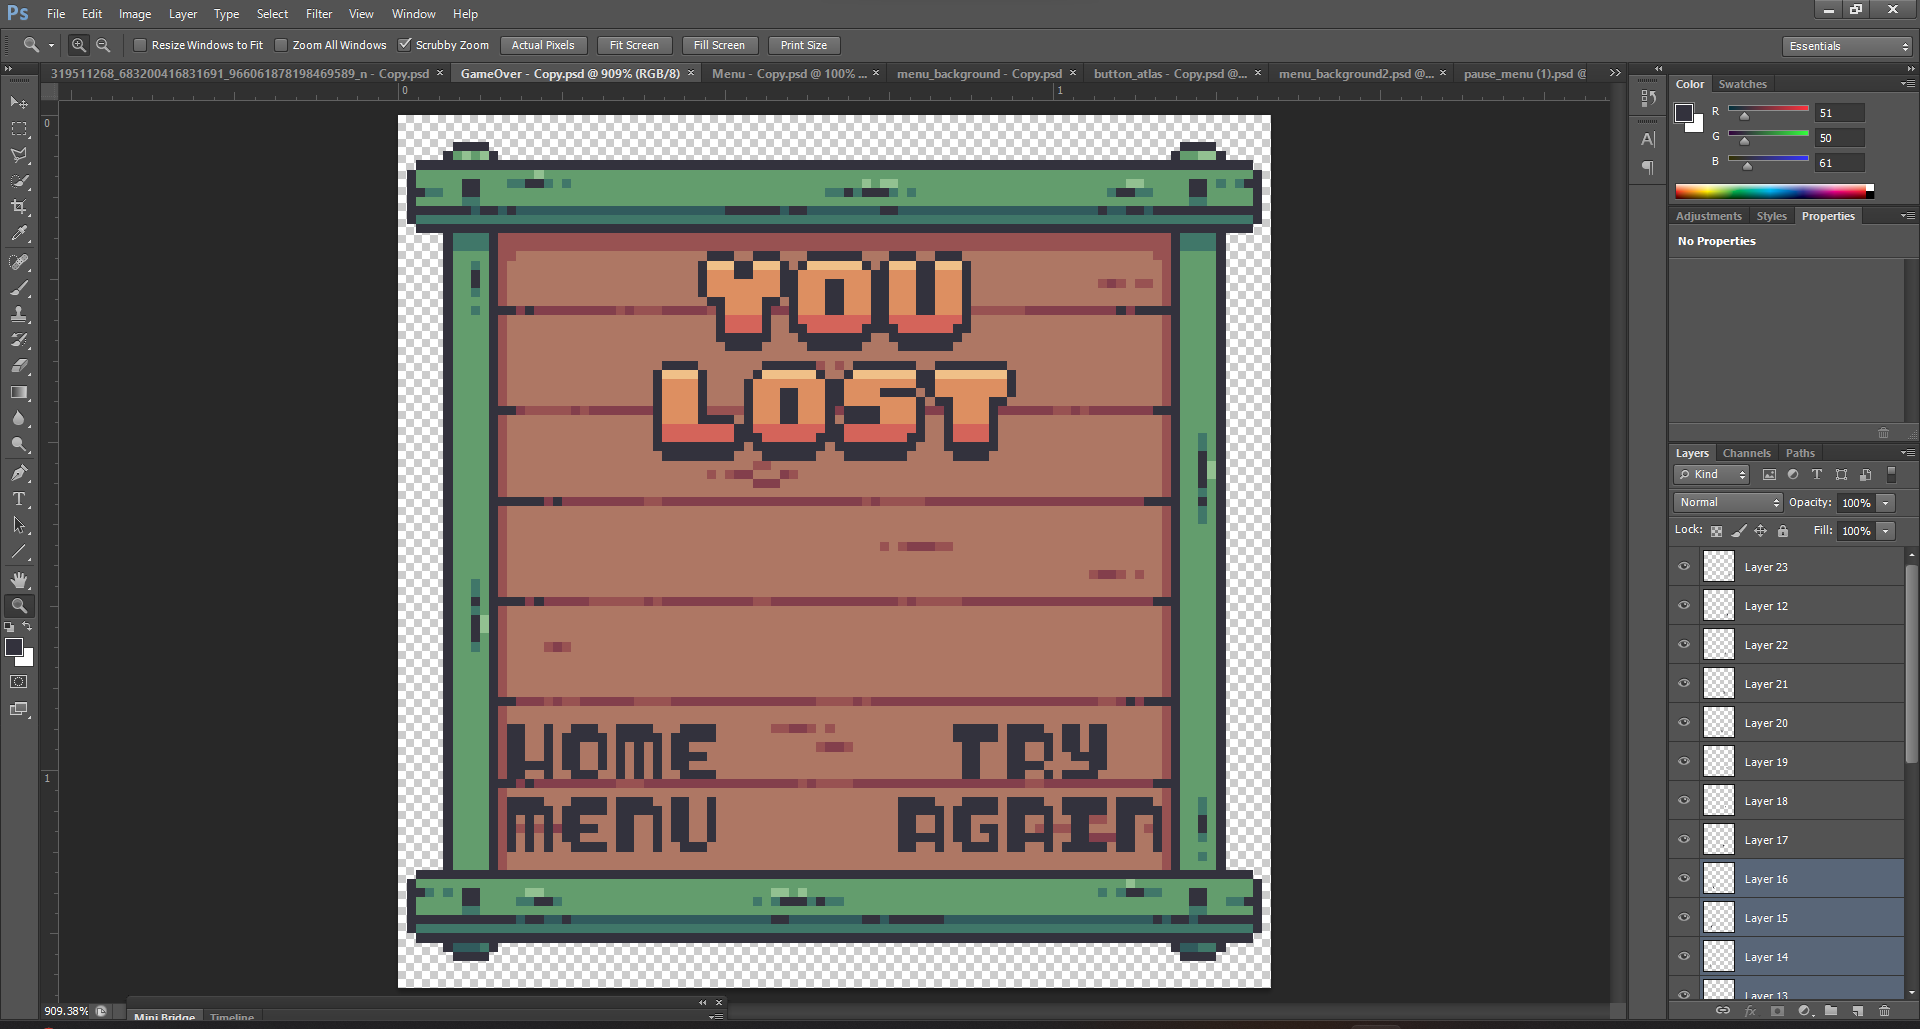 Ps File Edit Image Layer Type Select Filter View Window Help
Resize Windows to Fit Zoom All Windows Scrubby Zoom Actual Pixels Fit Screen Fill Screen Print Size Essentials
319511268_683200416831691_966061878198469589_n - Copy.psd × GameOver - Copy.psd @ 909% (RGB/8) × Menu - Copy.psd @ 100% ... × menu_background - Copy.psd × button_atlas - Copy.psd @... × menu_background2.psd @... × pause_menu (1).psd @
0 1
0
1
YOU
LOST
HOME TRY
MENU AGAIN
Color Swatches
R 51
G 50
B 61
Adjustments Styles Properties
No Properties
Layers Channels Paths
Kind
Normal Opacity: 100%
Lock: Fill: 100%
Layer 23
Layer 12
Layer 22
Layer 21
Layer 20
Layer 19
Layer 18
Layer 17
Layer 16
Layer 15
Layer 14
Layer 13
909.38%
Mini Bridge Timeline